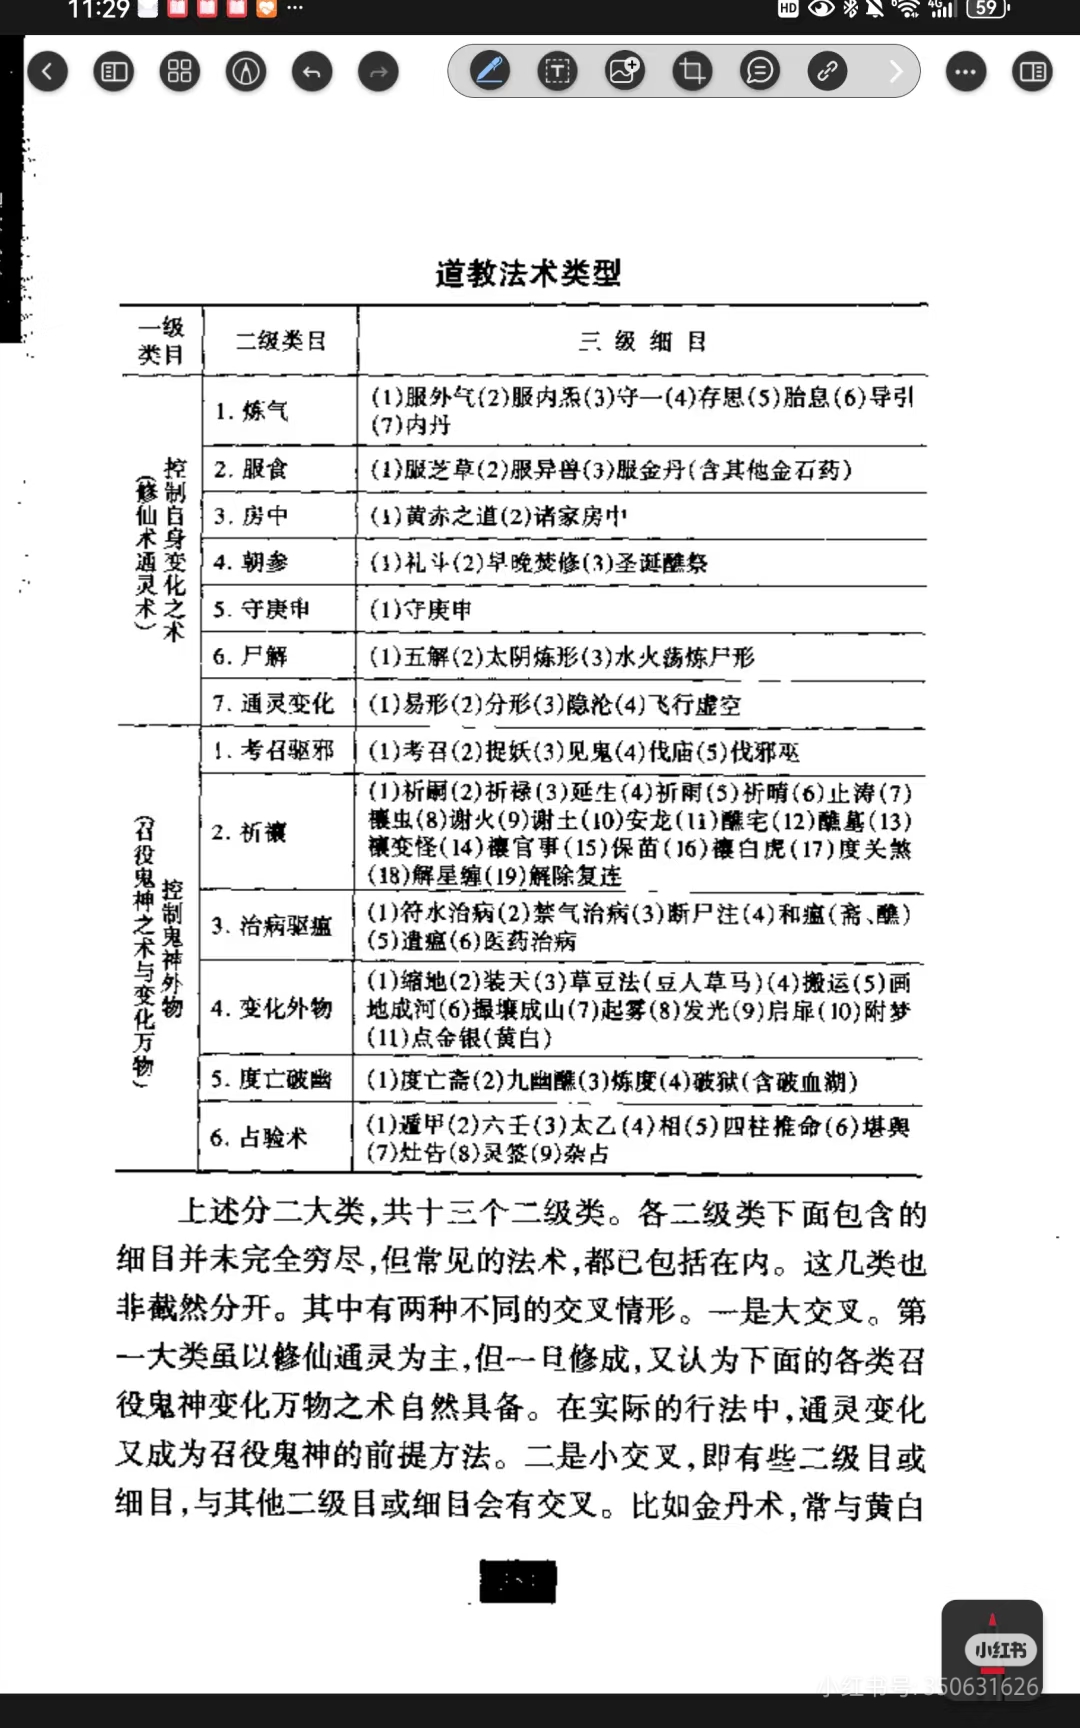 11:29
HD
4G
59
T
道教法术类型
一级类目 二级类目 三级细目
控制自身变化之术
(修仙术通灵术)
1. 炼气 (1)服外气(2)服内炁(3)守一(4)存思(5)胎息(6)导引
(7)内丹
2. 服食 (1)服芝草(2)服异兽(3)服金丹(含其他金石药)
3. 房中 (1)黄赤之道(2)诸家房中
4. 朝参 (1)礼斗(2)早晚焚修(3)圣诞醮祭
5. 守庚申 (1)守庚申
6. 尸解 (1)五解(2)太阴炼形(3)水火荡炼尸形
7. 通灵变化 (1)易形(2)分形(3)隐沦(4)飞行虚空
控制鬼神外物
(召役鬼神之术与变化万物)
1. 考召驱邪 (1)考召(2)捉妖(3)见鬼(4)伐庙(5)伐邪巫
2. 祈禳 (1)祈嗣(2)祈禄(3)延生(4)祈雨(5)祈晴(6)止涛(7)
禳虫(8)谢火(9)谢土(10)安龙(11)醮宅(12)醮墓(13)
禳变怪(14)禳官事(15)保苗(16)禳白虎(17)度关煞
(18)解星缠(19)解除复连
3. 治病驱瘟 (1)符水治病(2)禁气治病(3)断尸注(4)和瘟(斋、醮)
(5)遣瘟(6)医药治病
4. 变化外物 (1)缩地(2)装天(3)草豆法(豆人草马)(4)搬运(5)画
地成河(6)撮壤成山(7)起雾(8)发光(9)启扉(10)附梦
(11)点金银(黄白)
5. 度亡破幽 (1)度亡斋(2)九幽醮(3)炼度(4)破狱(含破血湖)
6. 占验术 (1)遁甲(2)六壬(3)太乙(4)相(5)四柱推命(6)堪舆
(7)灶告(8)灵签(9)杂占
上述分二大类,共十三个二级类。各二级类下面包含的
细目并未完全穷尽,但常见的法术,都已包括在内。这几类也
非截然分开。其中有两种不同的交叉情形。一是大交叉。第
一大类虽以修仙通灵为主,但一旦修成,又认为下面的各类召
役鬼神变化万物之术自然具备。在实际的行法中,通灵变化
又成为召役鬼神的前提方法。二是小交叉,即有些二级目或
细目,与其他二级目或细目会有交叉。比如金丹术,常与黄白
小红书
小红书号: 350631626